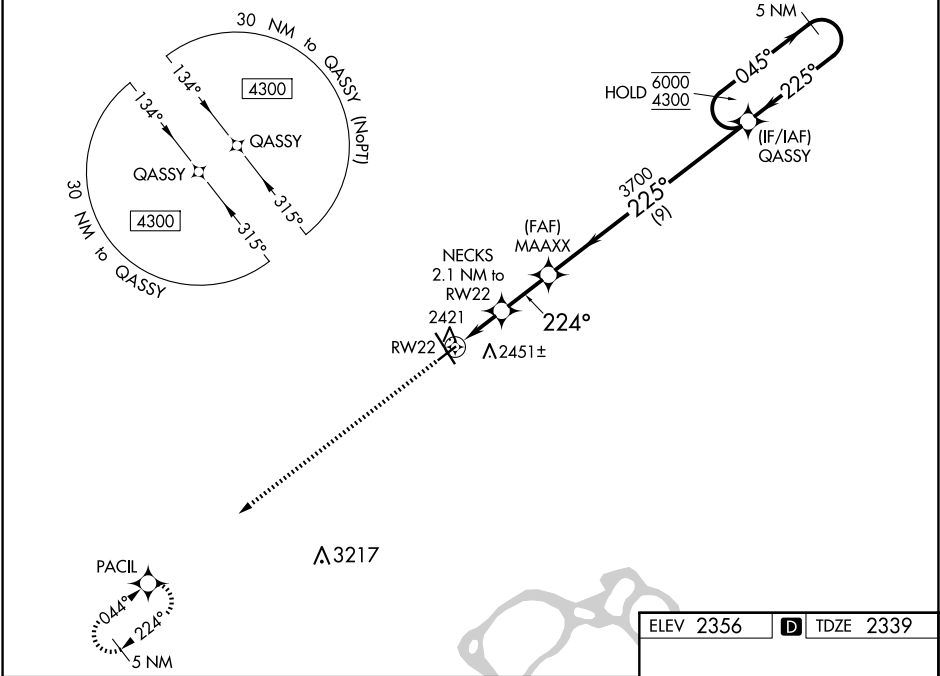 30 NM to QASSY (NoPT)
134°
4300
QASSY
315°
134°
QASSY
4300
315°
30 NM to QASSY
5 NM
045°
225°
HOLD 6000
4300
(IF/IAF)
QASSY
3700
225°
(9)
(FAF)
MAAXX
NECKS
2.1 NM to
RW22
224°
2421
RW22
2451±
3217
PACIL
044°
224°
5 NM
ELEV 2356 D TDZE 2339